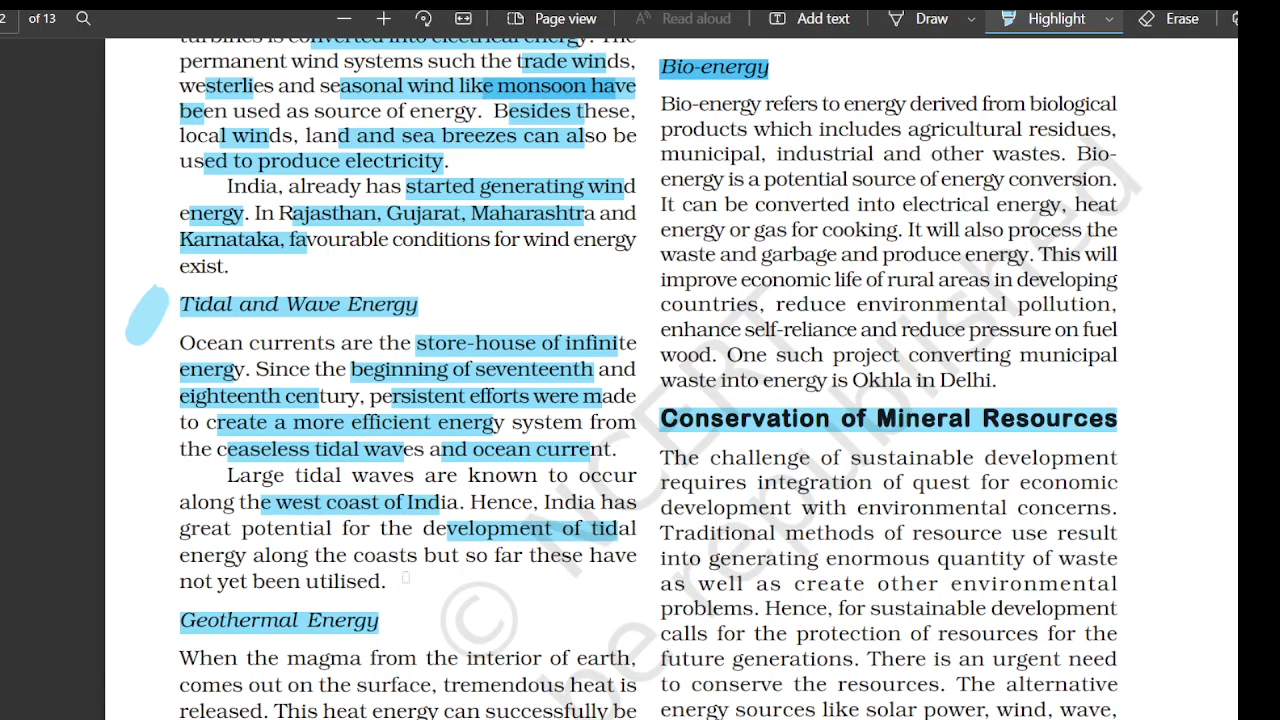 2 of 13
Page view
Read aloud
Add text
Draw
Highlight
Erase
turbines is converted into electrical energy. The
permanent wind systems such the trade winds,
westerlies and seasonal wind like monsoon have
been used as source of energy. Besides these,
local winds, land and sea breezes can also be
used to produce electricity.
India, already has started generating wind
energy. In Rajasthan, Gujarat, Maharashtra and
Karnataka, favourable conditions for wind energy
exist.
Tidal and Wave Energy
Ocean currents are the store-house of infinite
energy. Since the beginning of seventeenth and
eighteenth century, persistent efforts were made
to create a more efficient energy system from
the ceaseless tidal waves and ocean current.
Large tidal waves are known to occur
along the west coast of India. Hence, India has
great potential for the development of tidal
energy along the coasts but so far these have
not yet been utilised.
Geothermal Energy
When the magma from the interior of earth,
comes out on the surface, tremendous heat is
released. This heat energy can successfully be
Bio-energy
Bio-energy refers to energy derived from biological
products which includes agricultural residues,
municipal, industrial and other wastes. Bio-
energy is a potential source of energy conversion.
It can be converted into electrical energy, heat
energy or gas for cooking. It will also process the
waste and garbage and produce energy. This will
improve economic life of rural areas in developing
countries, reduce environmental pollution,
enhance self-reliance and reduce pressure on fuel
wood. One such project converting municipal
waste into energy is Okhla in Delhi.
Conservation of Mineral Resources
The challenge of sustainable development
requires integration of quest for economic
development with environmental concerns.
Traditional methods of resource use result
into generating enormous quantity of waste
as well as create other environmental
problems. Hence, for sustainable development
calls for the protection of resources for the
future generations. There is an urgent need
to conserve the resources. The alternative
energy sources like solar power, wind, wave,
© NCERT
be republished